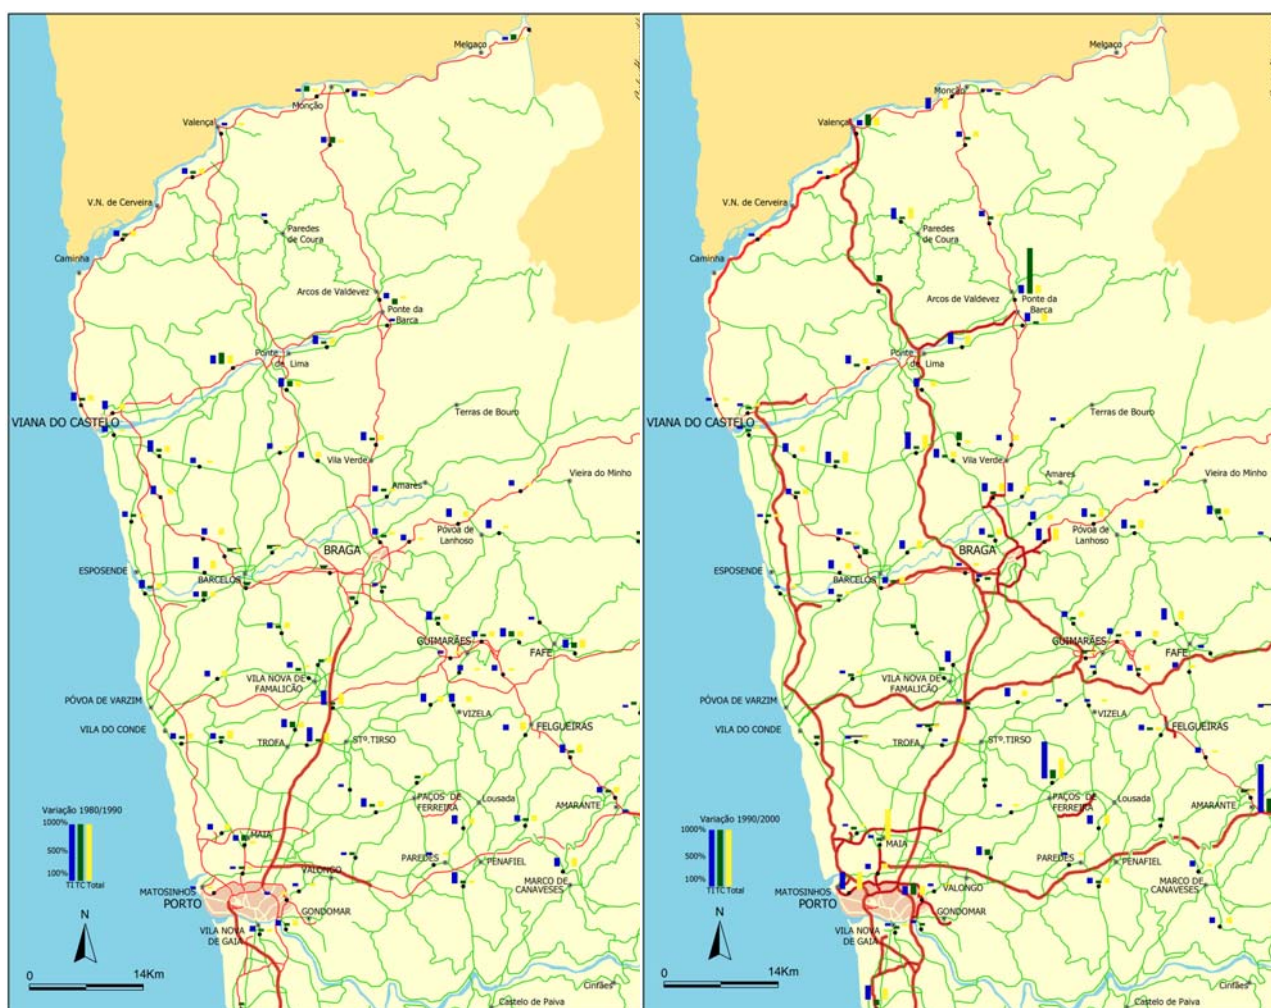 Melgaço
Monção
Valença
V.N. de Cerveira
Paredes
de Coura
Caminha
Arcos de Valdevez
Ponte da
Barca
Ponte
de Lima
Terras de Bouro
VIANA DO CASTELO
Vila Verde
Vieira do Minho
Amares
Póvoa de
Lanhoso
BRAGA
ESPOSENDE
BARCELOS
GUIMARÃES
FAFE
VILA NOVA DE
FAMALICÃO
PÓVOA DE VARZIM
VIZELA
VILA DO CONDE
FELGUEIRAS
TROFA
STº.TIRSO
PAÇOS DE
FERREIRA
Lousada
AMARANTE
Variação 1980/1990
1000%
500%
100%
TI TC Total
MAIA
PAREDES
PENAFIEL
VALONGO
MARCO DE
CANAVESES
MATOSINHOS
PORTO
GONDOMAR
VILA NOVA
DE GAIA
N
0 14Km
Cinfães
Castelo de Paiva
Melgaço
Monção
Valença
V.N. de Cerveira
Paredes
de Coura
Caminha
Arcos de Valdevez
Ponte da
Barca
Ponte
de Lima
Terras de Bouro
VIANA DO CASTELO
Vila Verde
Vieira do Minho
Amares
Póvoa de
Lanhoso
BRAGA
ESPOSENDE
BARCELOS
GUIMARÃES
FAFE
VILA NOVA DE
FAMALICÃO
PÓVOA DE VARZIM
VIZELA
VILA DO CONDE
FELGUEIRAS
TROFA
STº.TIRSO
PAÇOS DE
FERREIRA
Lousada
AMARANTE
Variação 1990/2000
1000%
500%
100%
TI TC Total
MAIA
PAREDES
PENAFIEL
VALONGO
MARCO DE
CANAVESES
MATOSINHOS
PORTO
GONDOMAR
VILA NOVA
DE GAIA
N
0 14Km
Cinfães
Castelo de Paiva